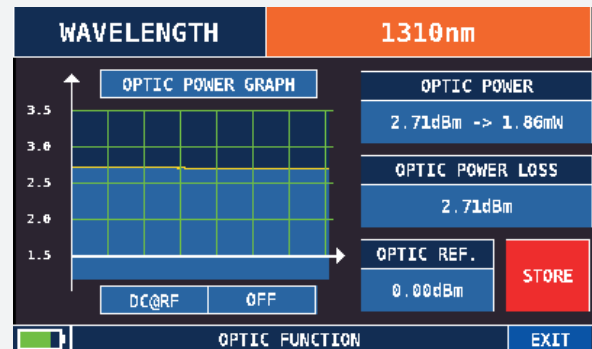 WAVELENGTH
1310nm
OPTIC POWER GRAPH
3.5
3.0
2.5
2.0
1.5
DC@RF
OFF
OPTIC POWER
2.71dBm -> 1.86mW
OPTIC POWER LOSS
2.71dBm
OPTIC REF.
0.00dBm
STORE
OPTIC FUNCTION
EXIT